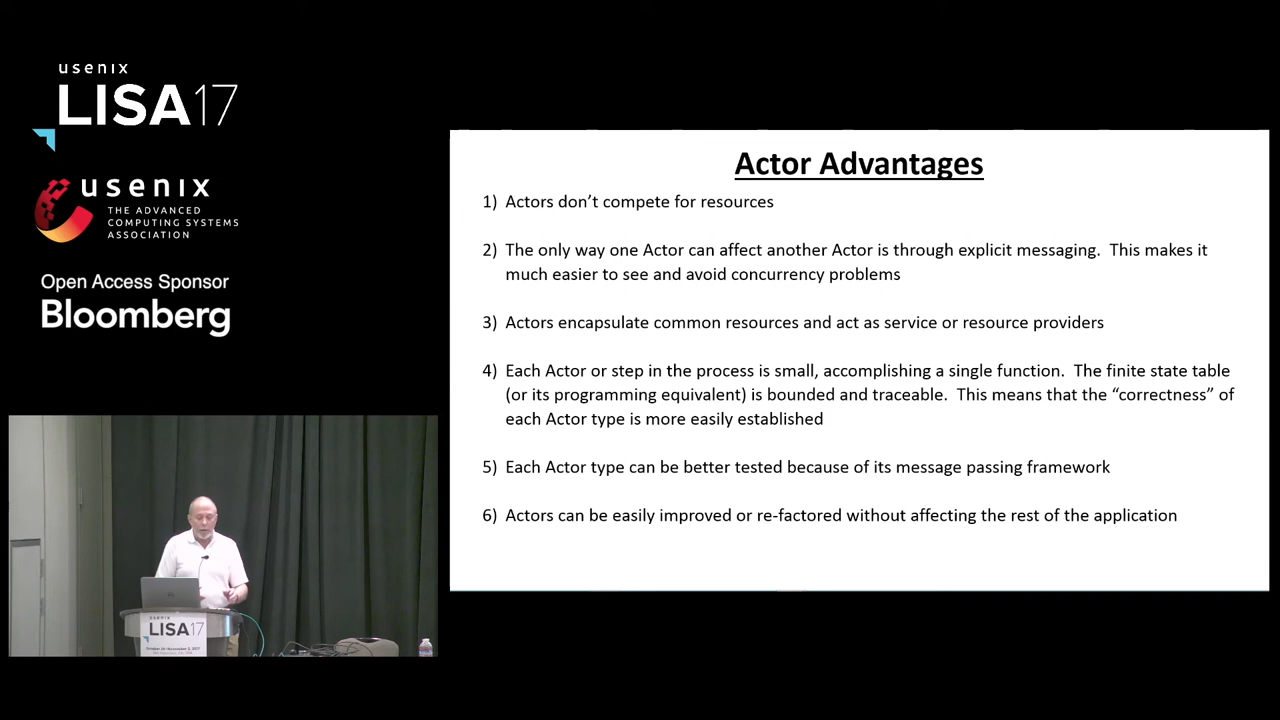 usenix
LISA17
usenix
THE ADVANCED
COMPUTING SYSTEMS
ASSOCIATION
Open Access Sponsor
Bloomberg
Actor Advantages
1) Actors don’t compete for resources
2) The only way one Actor can affect another Actor is through explicit messaging. This makes it
much easier to see and avoid concurrency problems
3) Actors encapsulate common resources and act as service or resource providers
4) Each Actor or step in the process is small, accomplishing a single function. The finite state table
(or its programming equivalent) is bounded and traceable. This means that the “correctness” of
each Actor type is more easily established
5) Each Actor type can be better tested because of its message passing framework
6) Actors can be easily improved or re-factored without affecting the rest of the application
usenix
LISA17